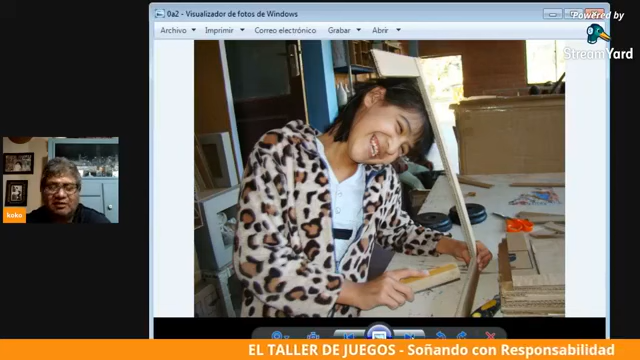 0a2 - Visualizador de fotos de Windows
Archivo Imprimir Correo electrónico Grabar Abrir
Powered by
StreamYard
koko
EL TALLER DE JUEGOS - Soñando con Responsabilidad